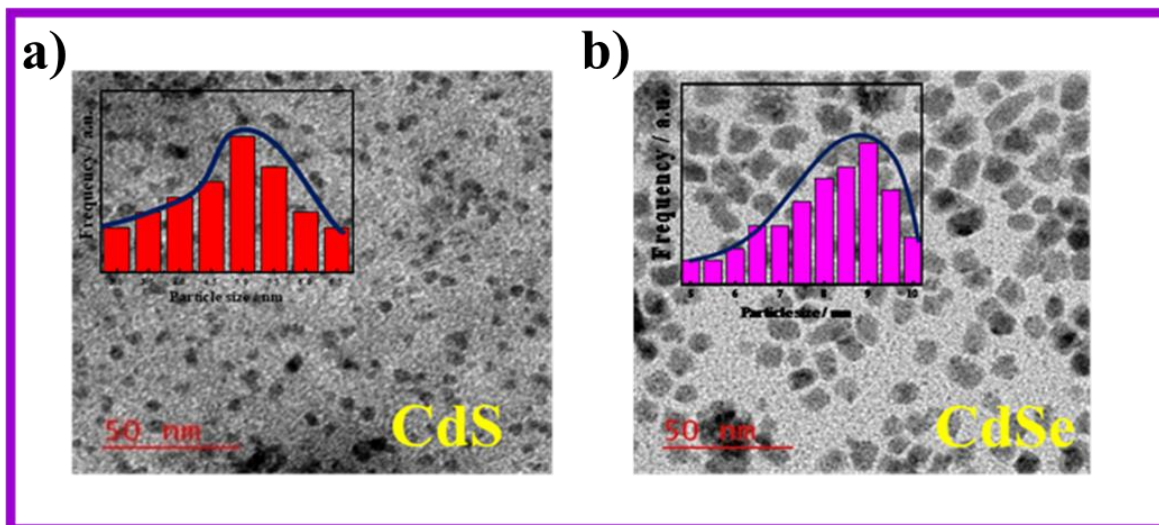 a)
Frequency / a.u.
Particle size / nm
50 nm
CdS
b)
Frequency / a.u.
5 6 7 8 9 10
Particle size / nm
50 nm
CdSe